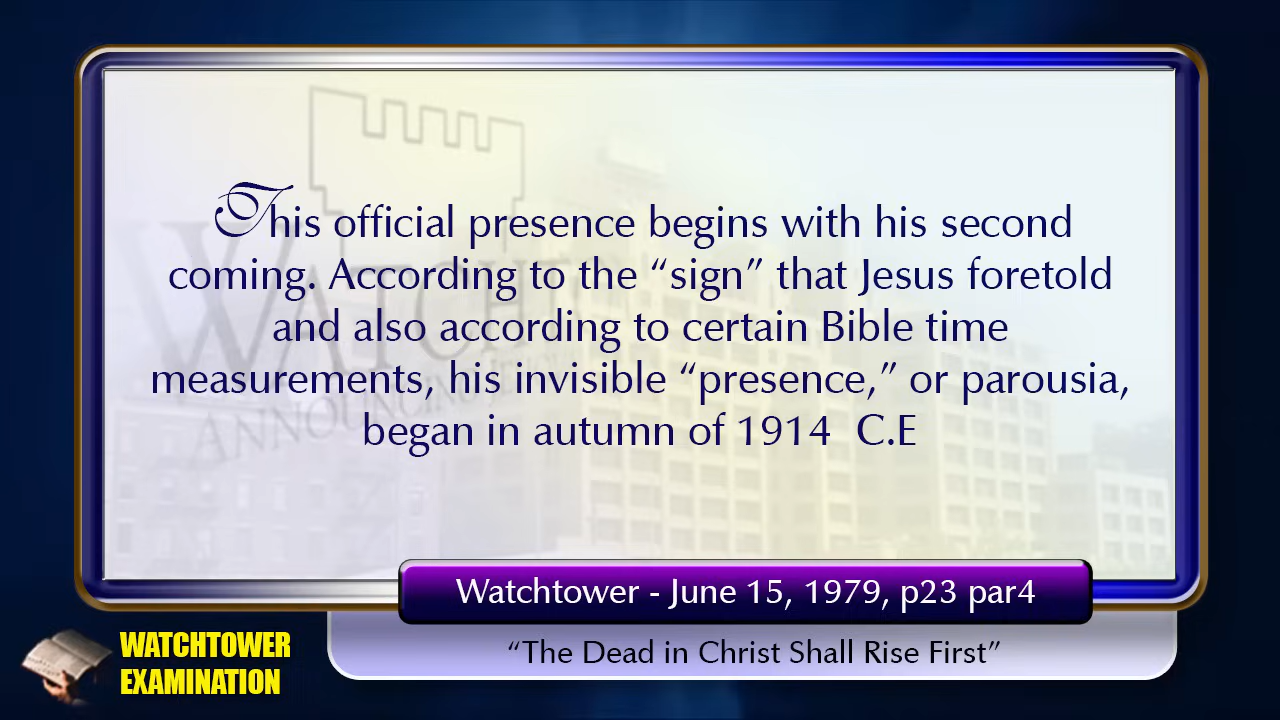 This official presence begins with his second
coming. According to the “sign” that Jesus foretold
and also according to certain Bible time
measurements, his invisible “presence,” or parousia,
began in autumn of 1914  C.E
WATCHT
ANNOUNCING
Watchtower - June 15, 1979, p23 par4
“The Dead in Christ Shall Rise First”
WATCHTOWER
EXAMINATION